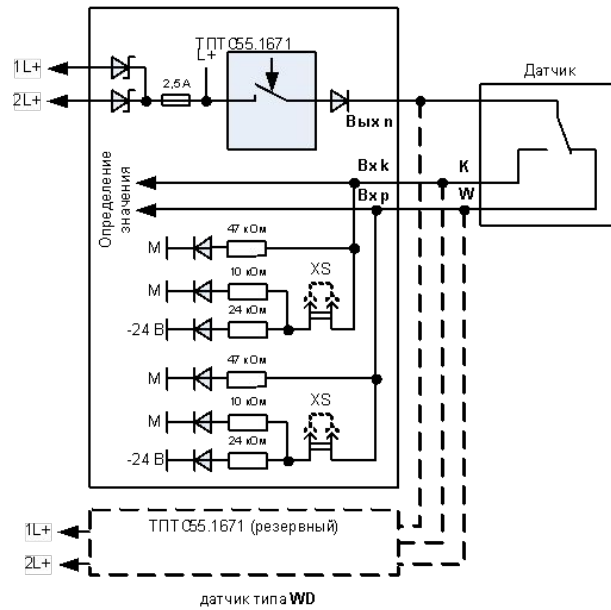 ТПТС55.1671
1L+
L+
Датчик
2,5А
2L+
Вых n
Вх k
К
Вх p
W
Определение
значения
47 кОм
М
10 кОм
XS
М
24 кОм
-24 В
47 кОм
М
10 кОм
XS
М
24 кОм
-24 В
ТПТС55.1671 (резервный)
1L+
2L+
датчик типа WD